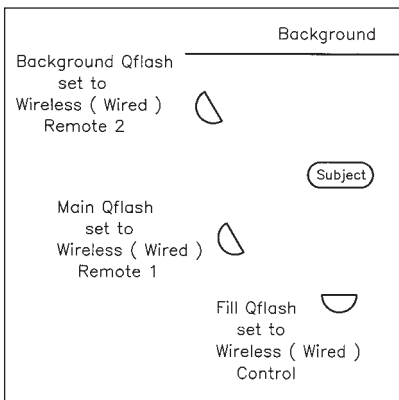 Background
Background Qflash
set to
Wireless ( Wired )
Remote 2
Subject
Main Qflash
set to
Wireless ( Wired )
Remote 1
Fill Qflash
set to
Wireless ( Wired )
Control